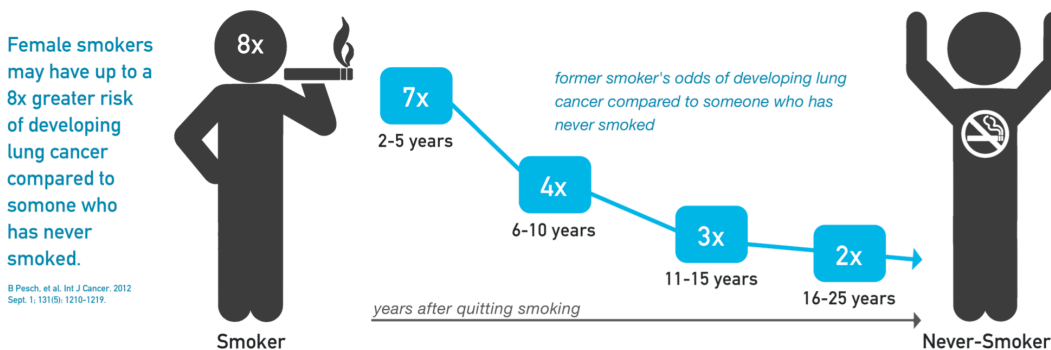 Female smokers
may have up to a
8x greater risk
of developing
lung cancer
compared to
somone who
has never
smoked.
B Pesch, et al. Int J Cancer. 2012
Sept. 1; 131(5): 1210-1219.
8x
Smoker
7x
2-5 years
former smoker's odds of developing lung
cancer compared to someone who has
never smoked
4x
6-10 years
3x
11-15 years
2x
16-25 years
years after quitting smoking
Never-Smoker